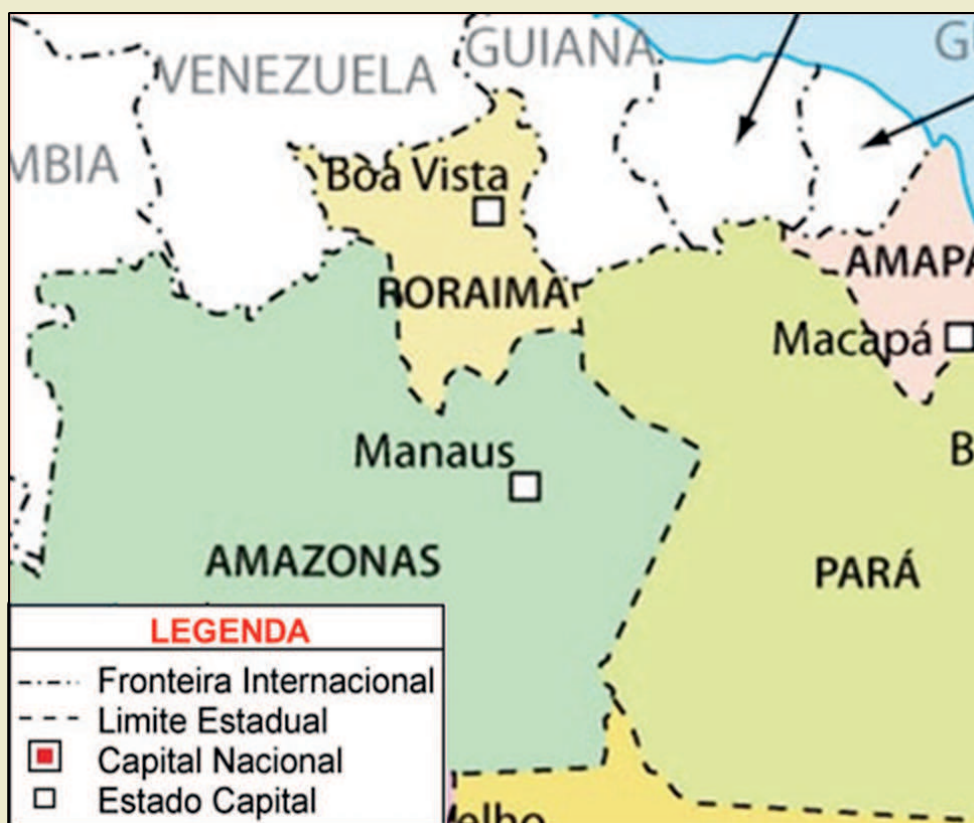 GUIANA
G
VENEZUELA
MBIA
Boa Vista
AMAPÁ
RORAIMA
Macapá
Manaus
B
AMAZONAS
PARÁ
LEGENDA
Fronteira Internacional
Limite Estadual
Capital Nacional
Estado Capital
elho